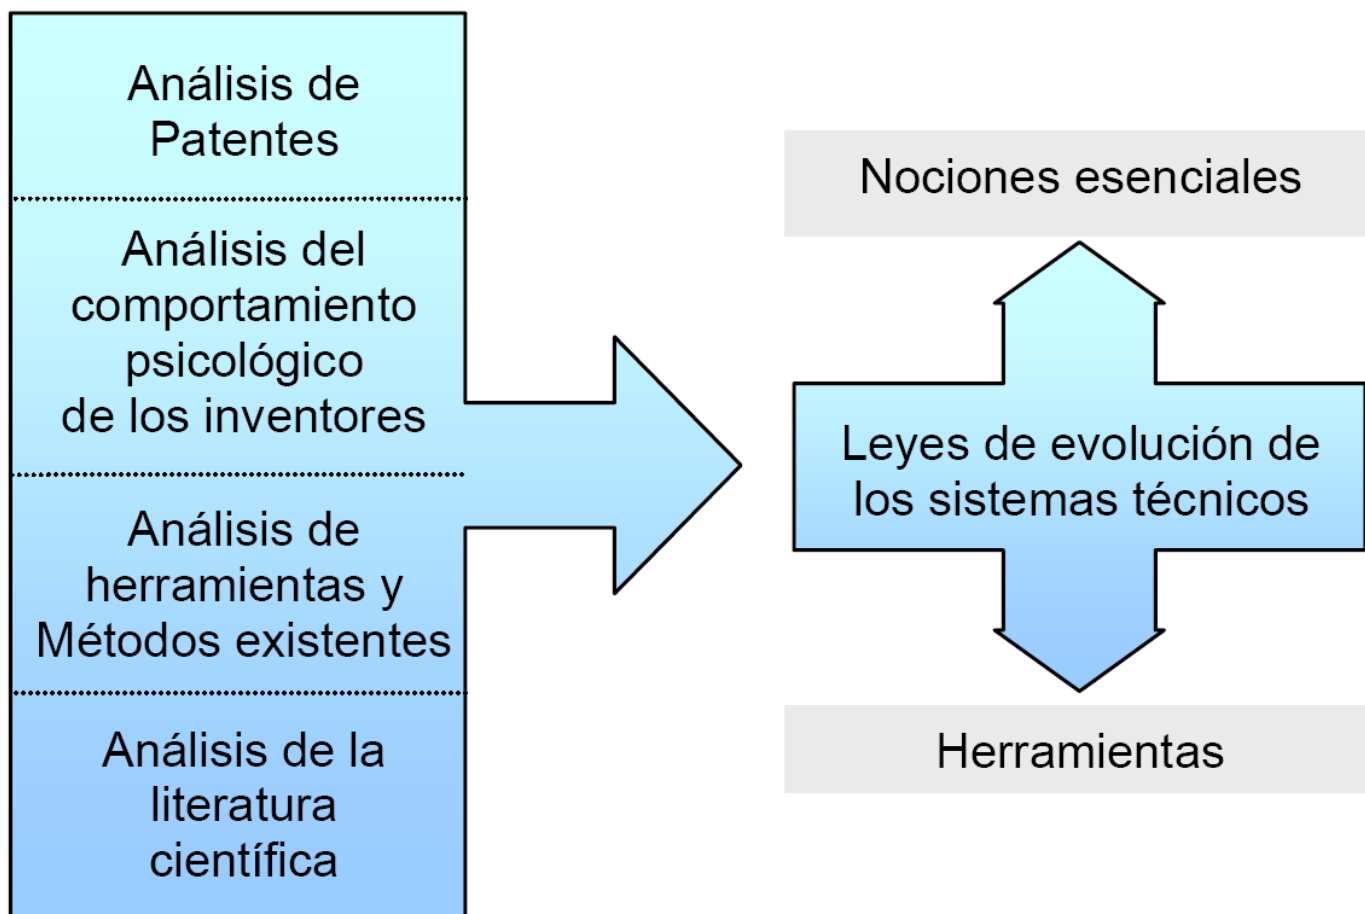 Análisis de
Patentes
Análisis del
comportamiento
psicológico
de los inventores
Análisis de
herramientas y
Métodos existentes
Análisis de la
literatura
científica
Nociones esenciales
Leyes de evolución de
los sistemas técnicos
Herramientas